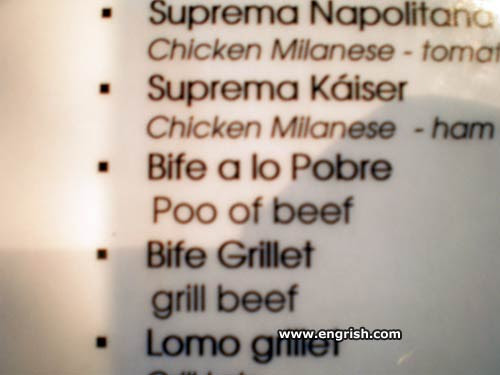 ▪ Suprema Napolitana
Chicken Milanese - tomat
▪ Suprema Káiser
Chicken Milanese - ham
▪ Bife a lo Pobre
Poo of beef
▪ Bife Grillet
grill beef
www.engrish.com
▪ Lomo grillet